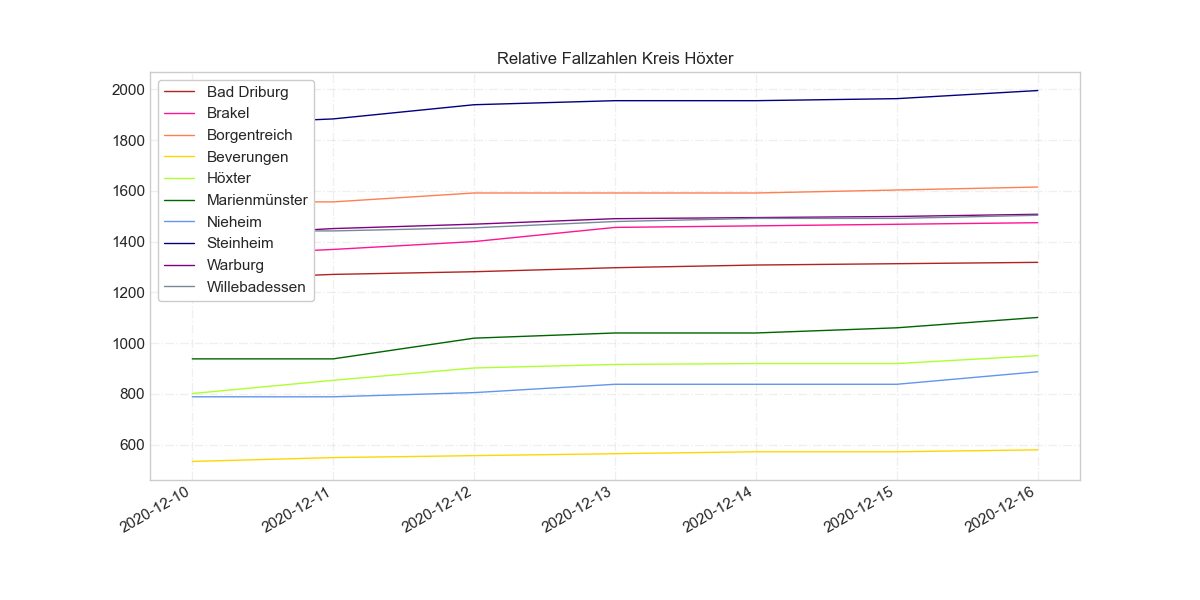 Relative Fallzahlen Kreis Höxter
2000
1800
1600
1400
1200
1000
800
600
Bad Driburg
Brakel
Borgentreich
Beverungen
Höxter
Marienmünster
Nieheim
Steinheim
Warburg
Willebadessen
2020-12-10
2020-12-11
2020-12-12
2020-12-13
2020-12-14
2020-12-15
2020-12-16